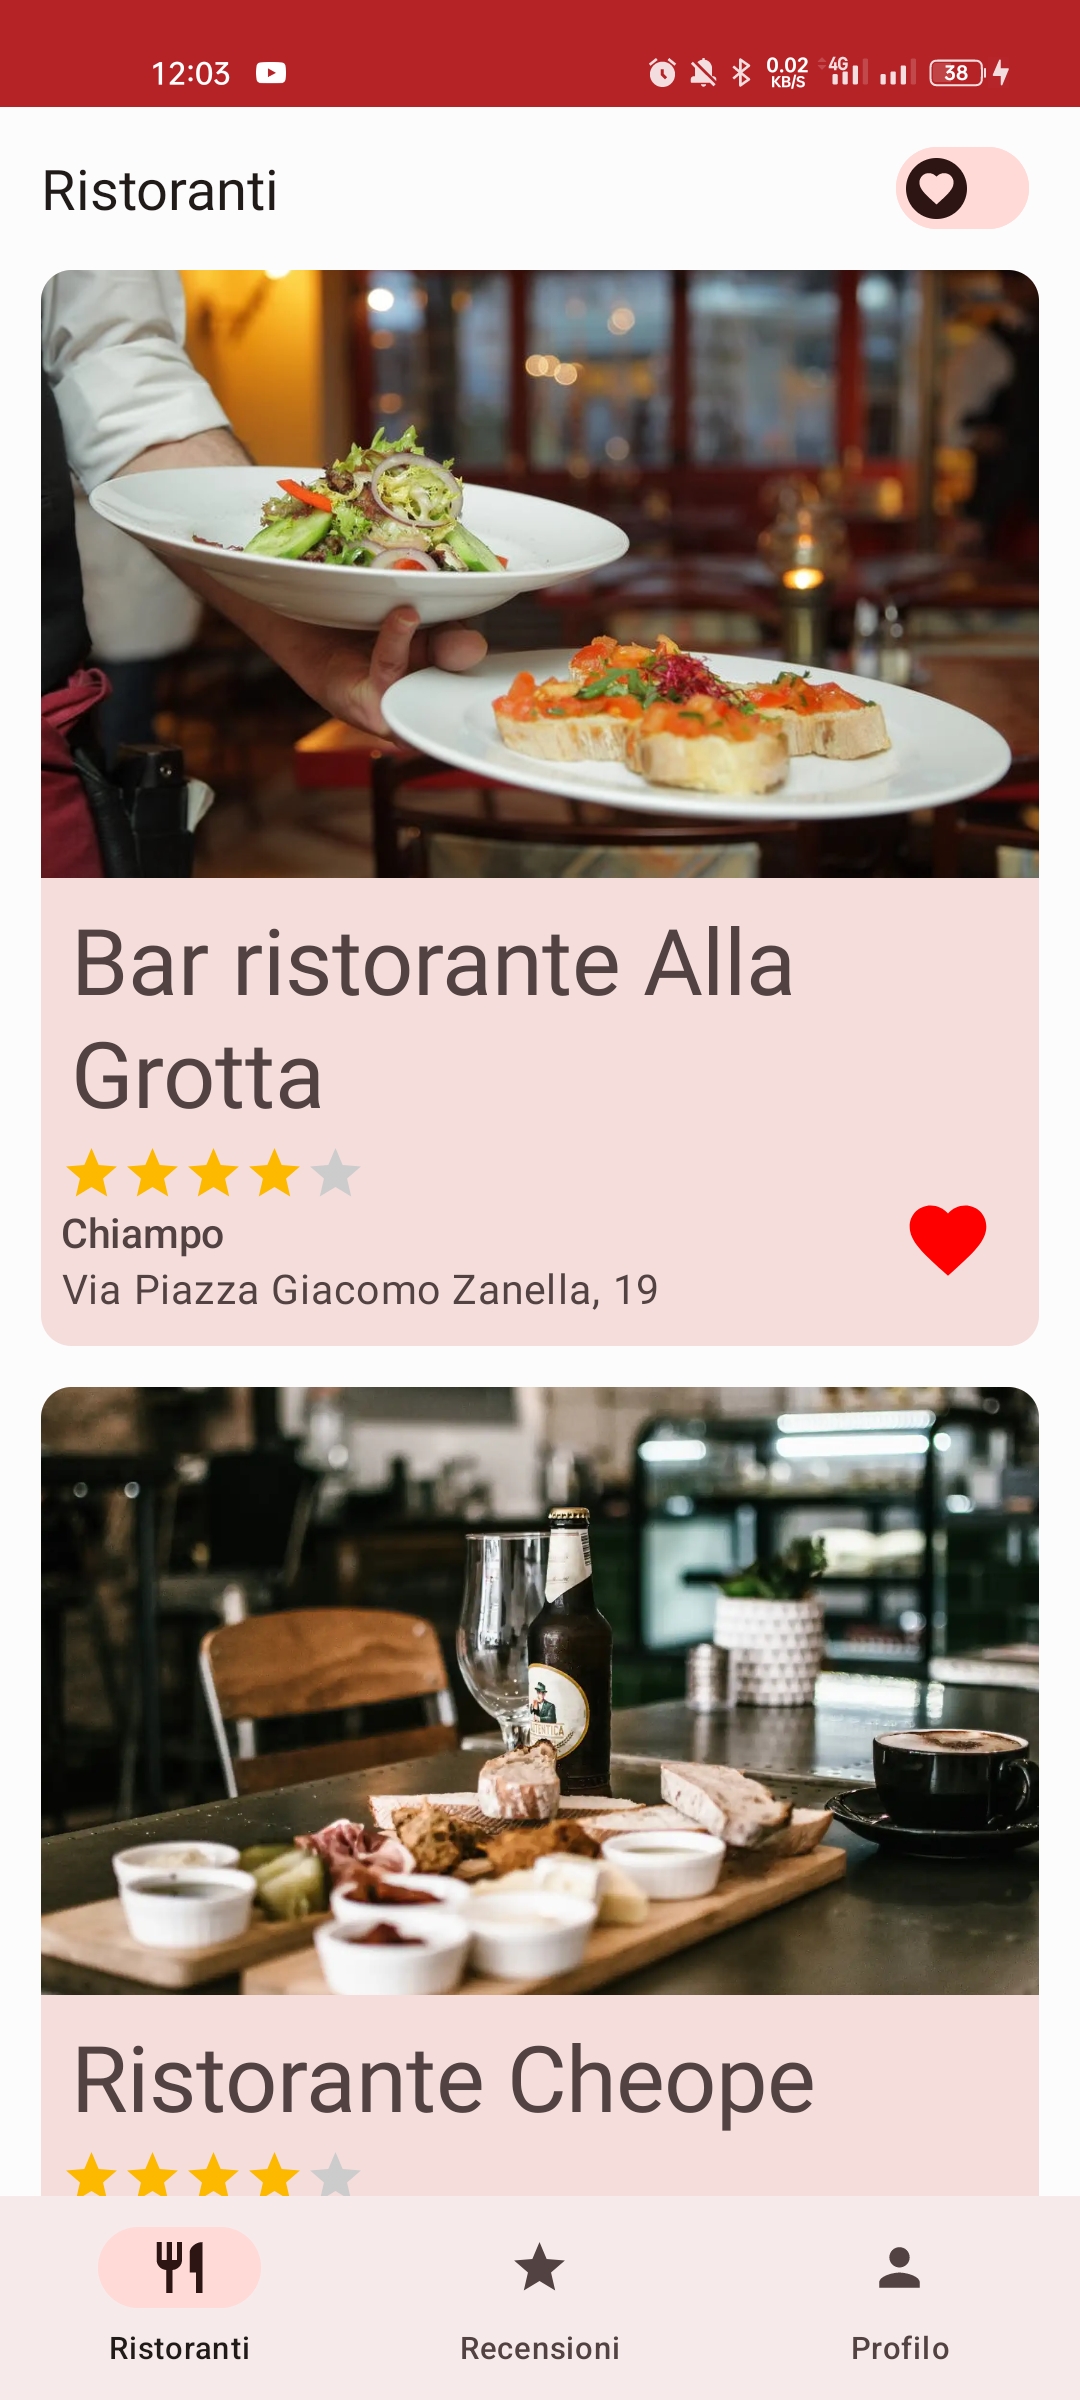 12:03
0.02
KB/S
4G
38
Ristoranti
Bar ristorante Alla
Grotta
Chiampo
Via Piazza Giacomo Zanella, 19
Ristorante Cheope
Ristoranti
Recensioni
Profilo